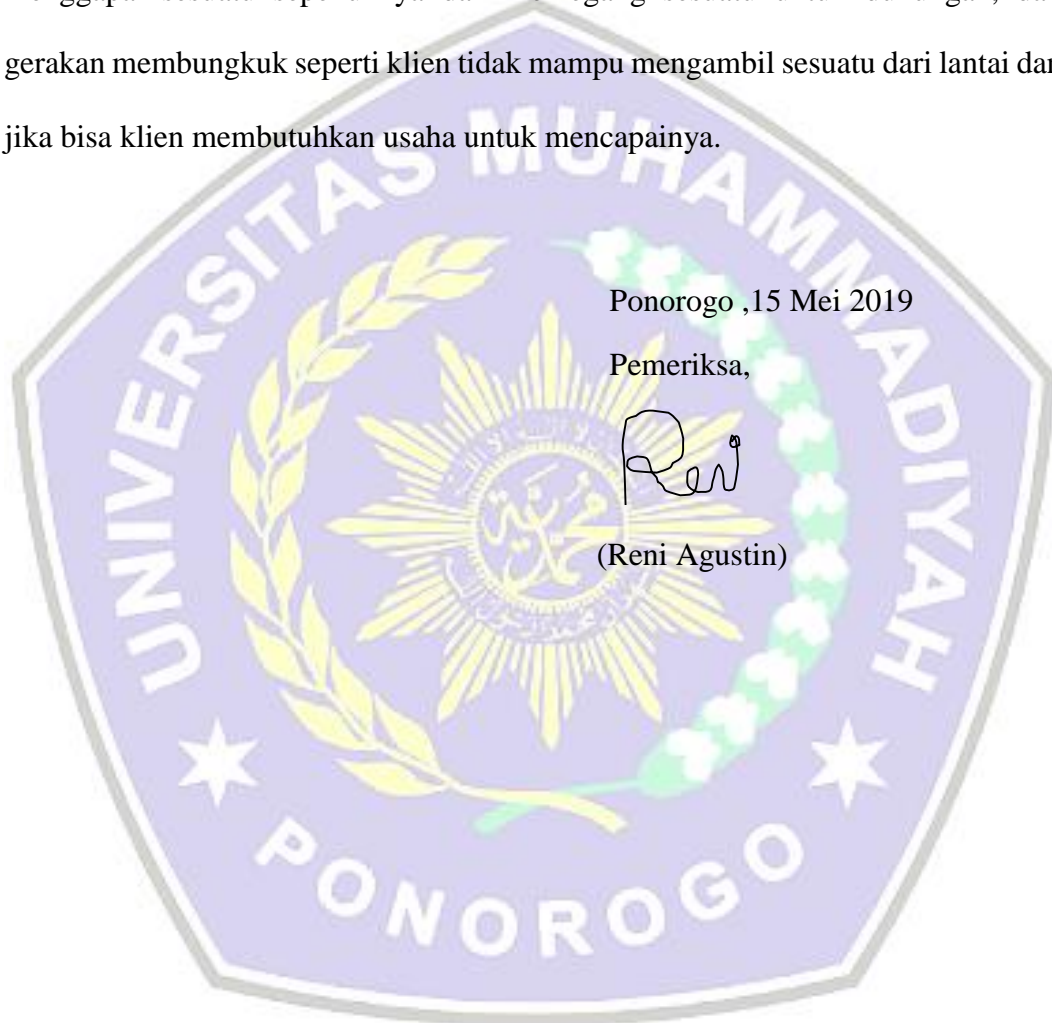 gerakan membungkuk seperti klien tidak mampu mengambil sesuatu dari lantai dan
jika bisa klien membutuhkan usaha untuk mencapainya.
UNIVERSITAS MUHAMMADIYAH
Ponorogo ,15 Mei 2019
Pemeriksa,
Reni
(Reni Agustin)
PONOROGO